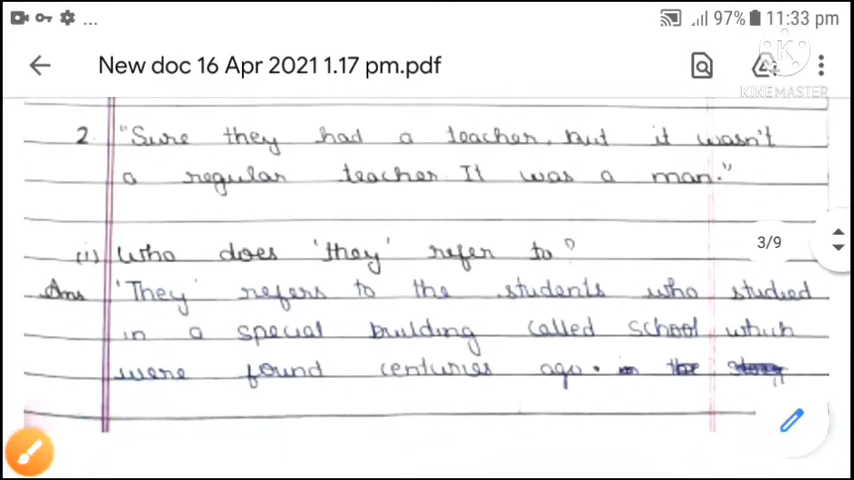 ... 97% 11:33 pm
New doc 16 Apr 2021 1.17 pm.pdf
KINEMASTER
2. "Sure they had a teacher, but it wasn't
a regular teacher. It was a man."
3/9
(i) Who does 'they' refer to?
Ans 'They' refers to the students who studied
in a special building called school which
were found centuries ago. in the